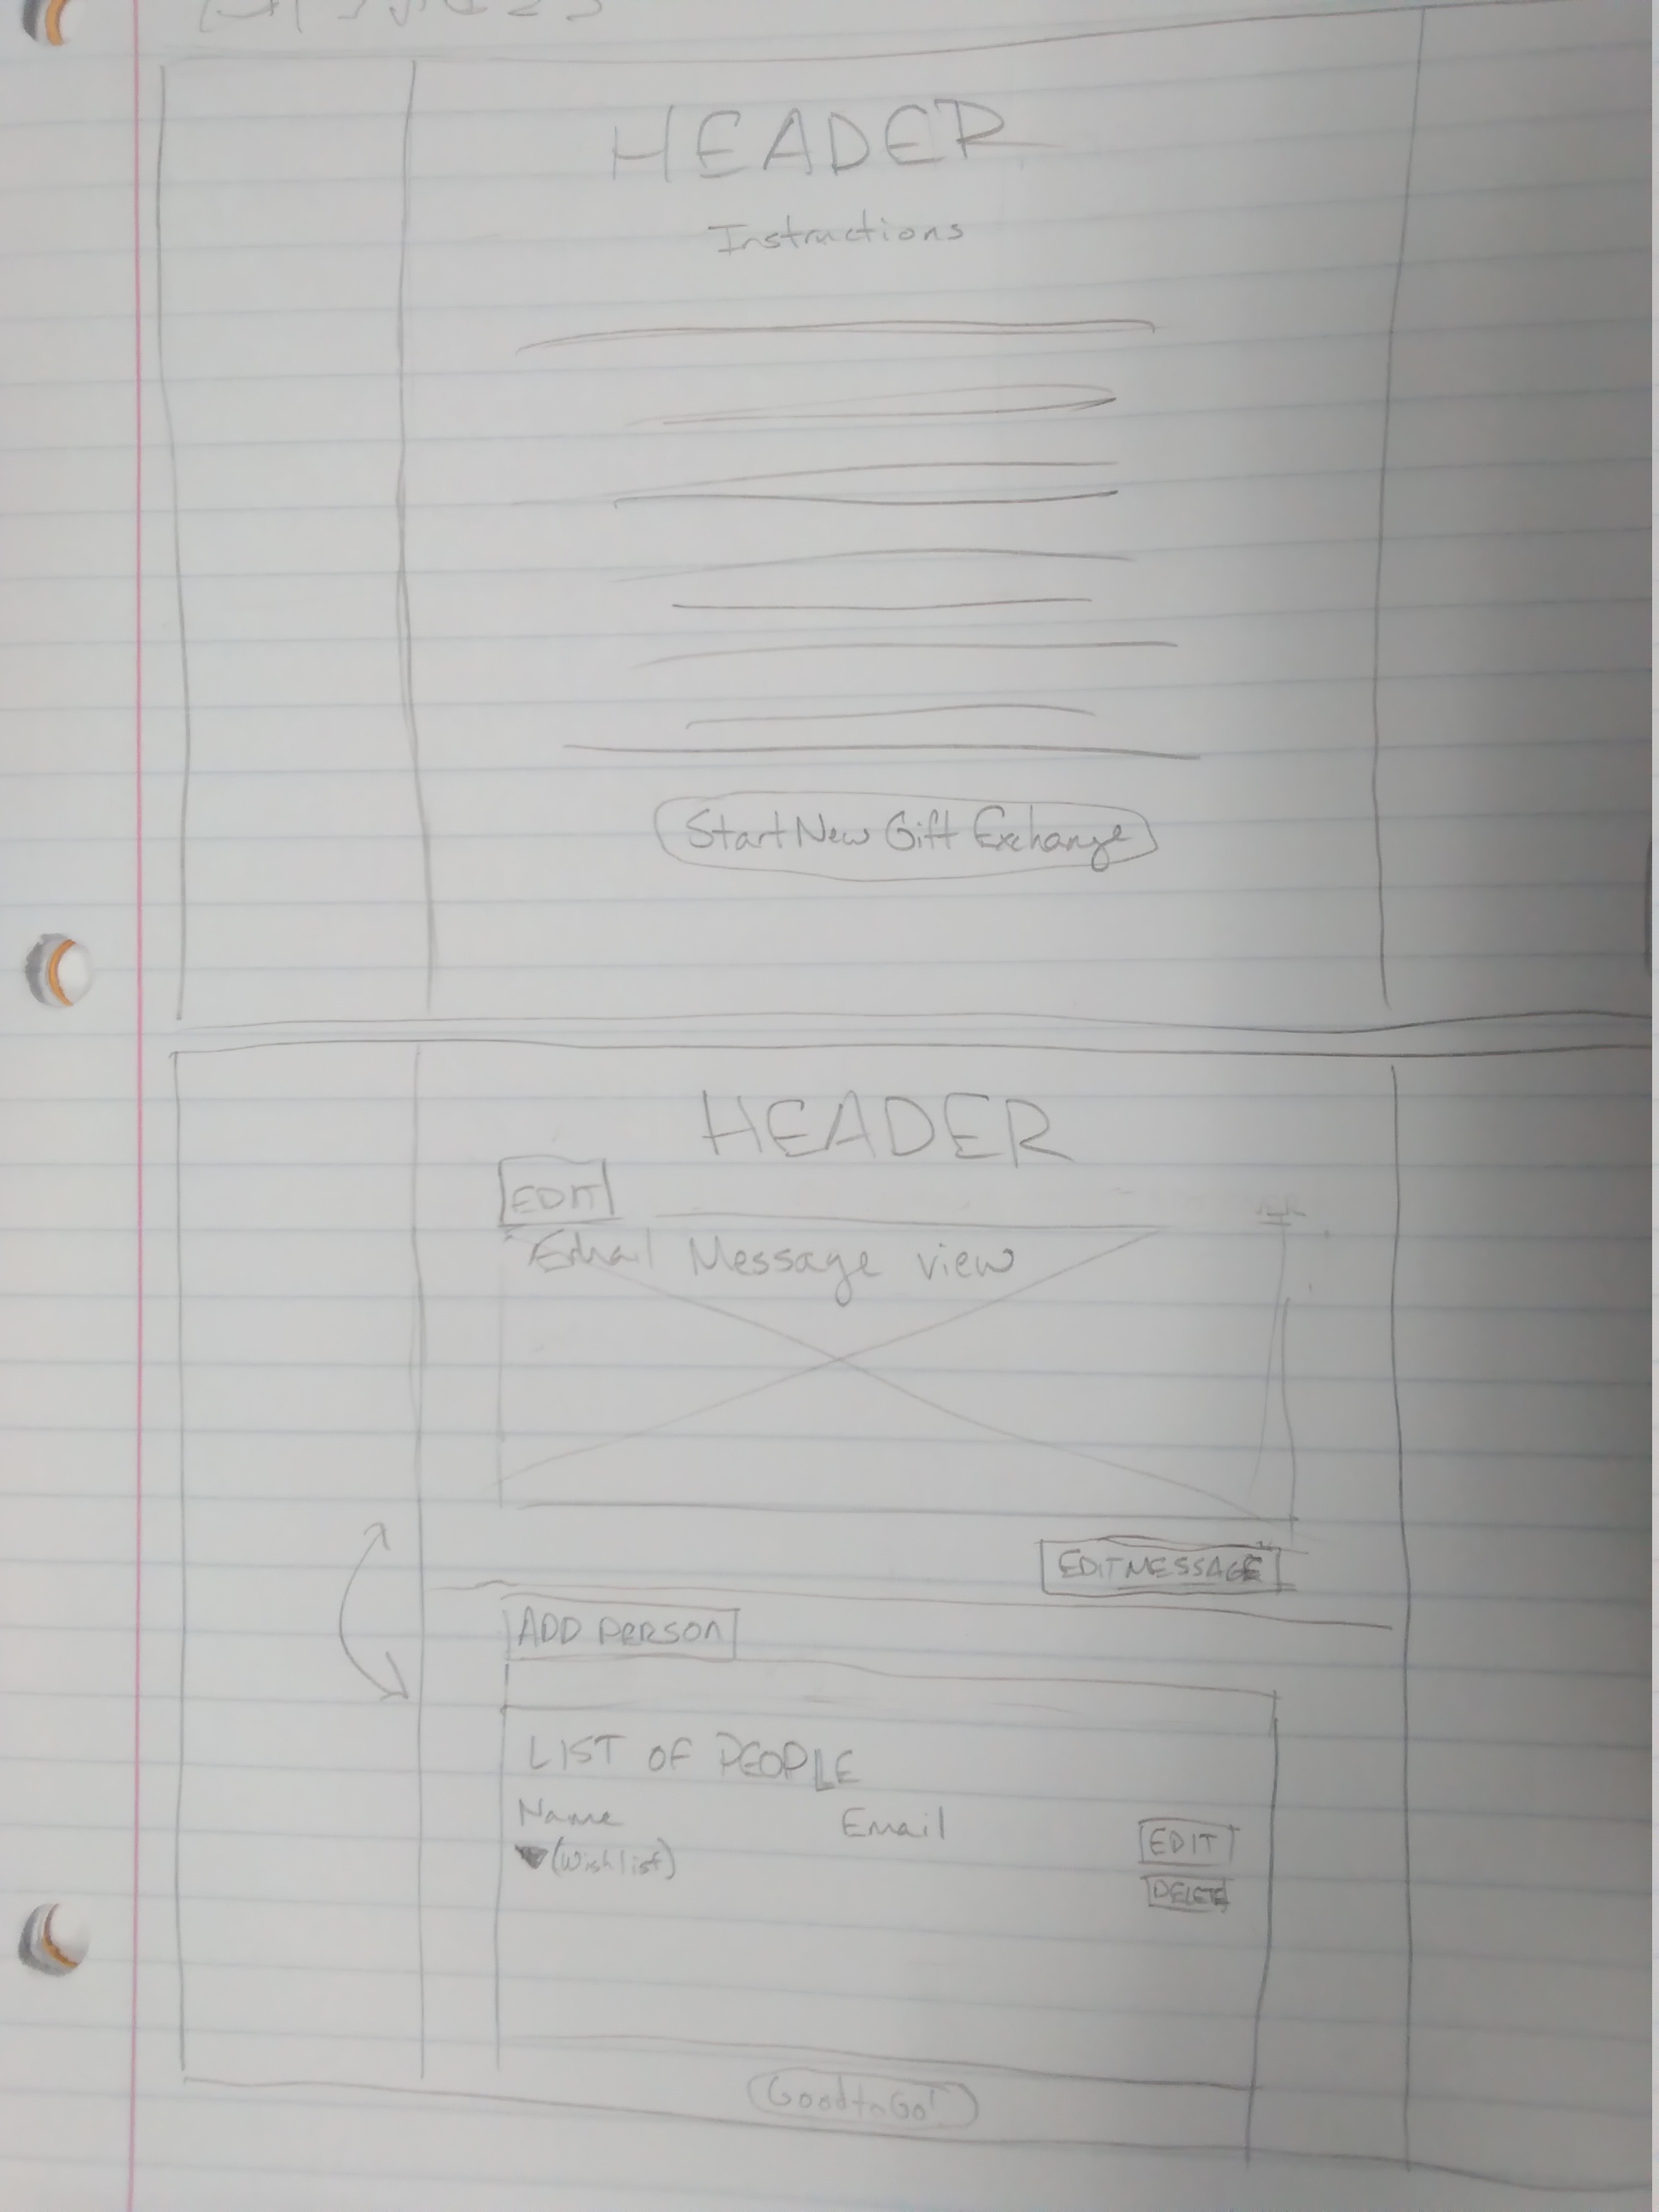 HEADER
Instructions
Start New Gift Exchange
HEADER
EDIT
Email Message view
EDIT MESSAGE
ADD PERSON
LIST OF PEOPLE
Name Email EDIT
(Wishlist) DELETE
Good to Go!